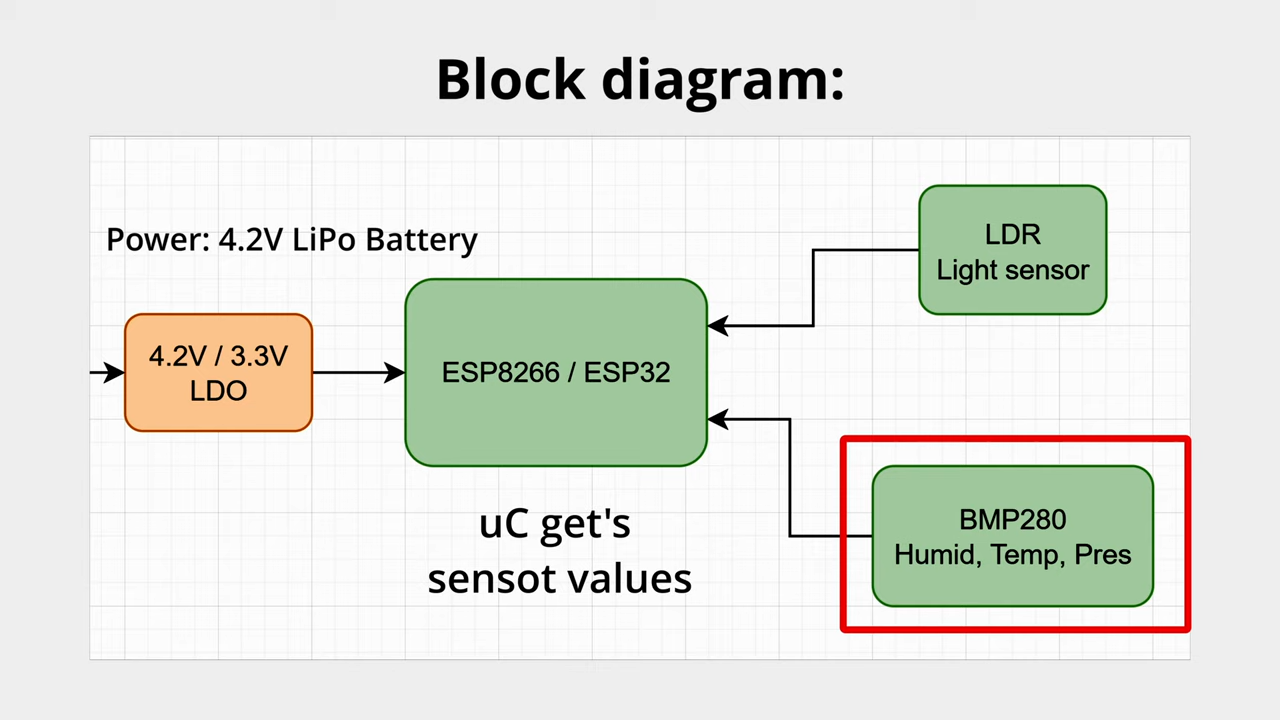 Block diagram:
Power: 4.2V LiPo Battery
4.2V / 3.3V
LDO
ESP8266 / ESP32
LDR
Light sensor
BMP280
Humid, Temp, Pres
uC get's
sensot values